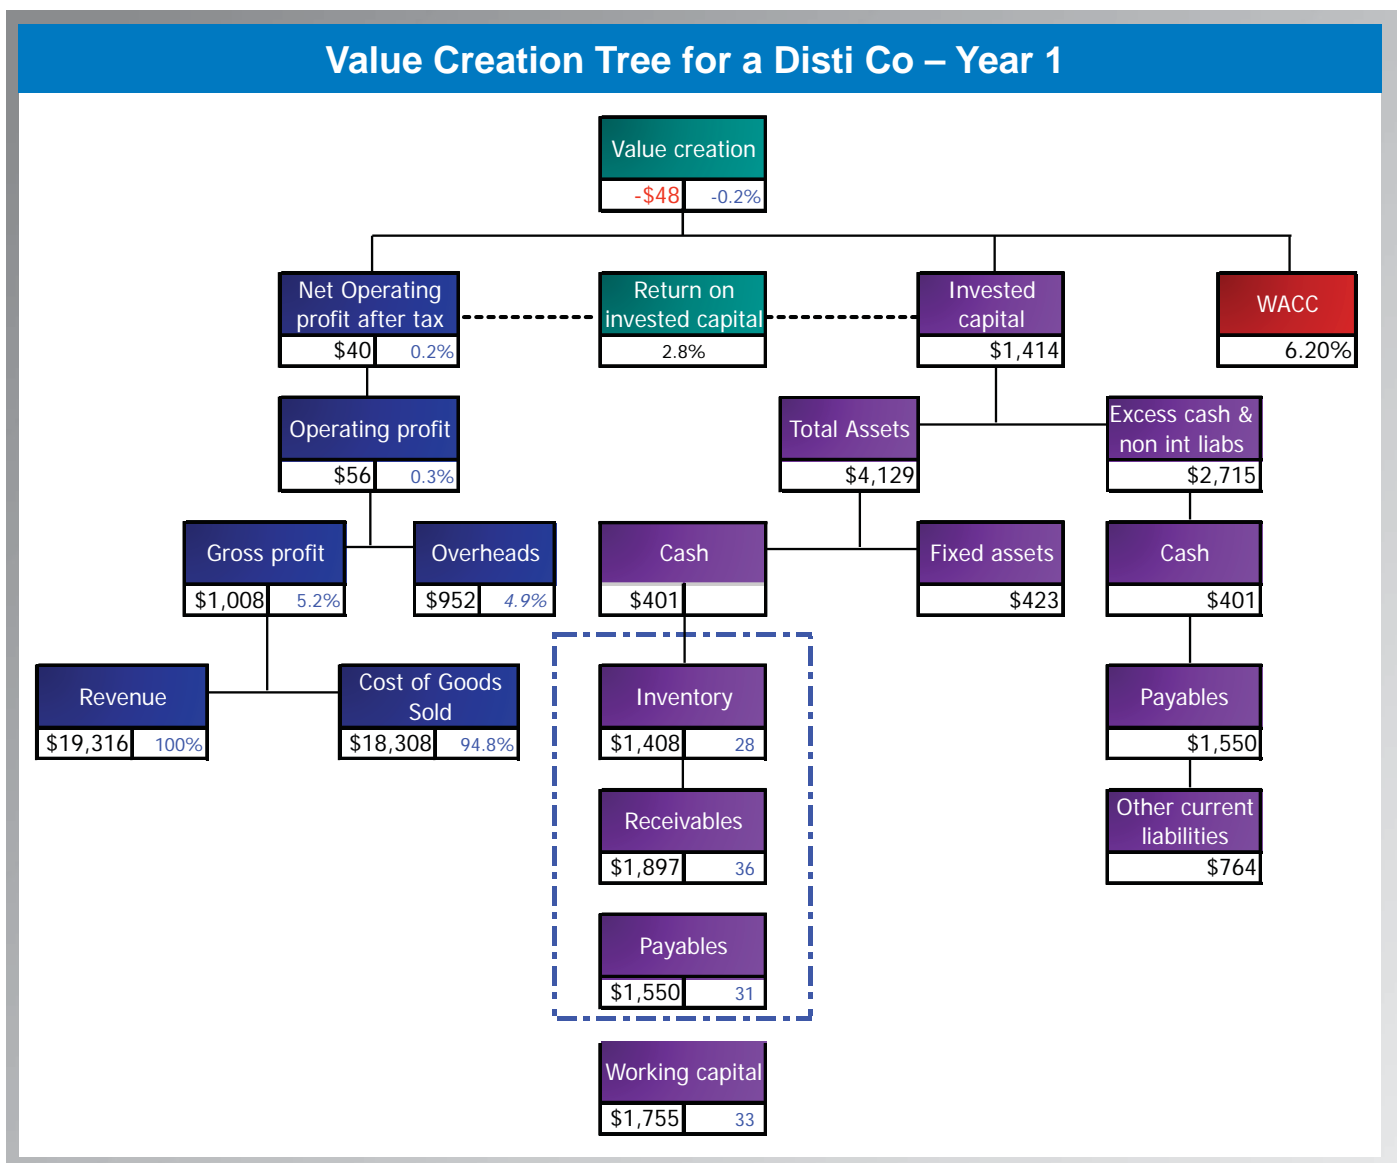 Value Creation Tree for a Disti Co – Year 1
Value creation
-$48 -0.2%
Net Operating
profit after tax
$40 0.2%
Return on
invested capital
2.8%
Invested
capital
$1,414
WACC
6.20%
Operating profit
$56 0.3%
Total Assets
$4,129
Excess cash &
non int liabs
$2,715
Gross profit
$1,008 5.2%
Overheads
$952 4.9%
Cash
$401
Fixed assets
$423
Cash
$401
Revenue
$19,316 100%
Cost of Goods
Sold
$18,308 94.8%
Inventory
$1,408 28
Payables
$1,550
Receivables
$1,897 36
Other current
liabilities
$764
Payables
$1,550 31
Working capital
$1,755 33